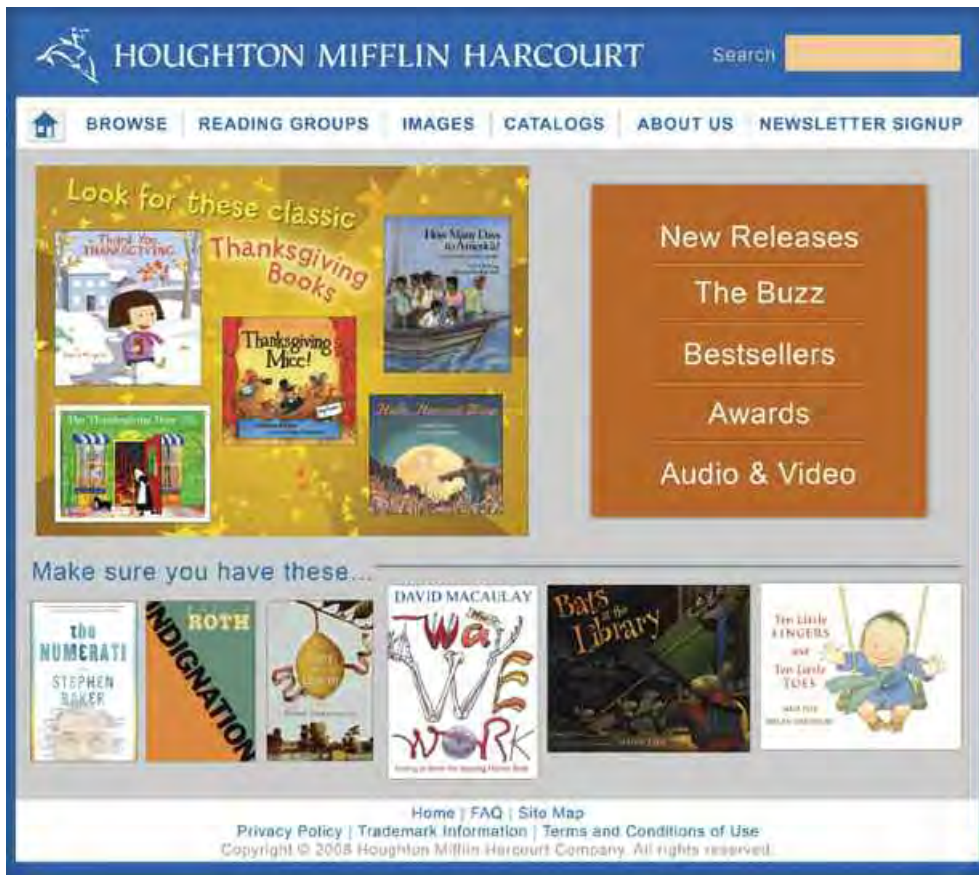 HOUGHTON MIFFLIN HARCOURT
Search
BROWSE READING GROUPS IMAGES CATALOGS ABOUT US NEWSLETTER SIGNUP
Look for these classic
Thanksgiving
Books
Thank You,
THANKSGIVING
How Many Days
to America?
Thanksgiving
Mice!
The Thanksgiving Door
Hello, Harvest Moon
New Releases
The Buzz
Bestsellers
Awards
Audio & Video
Make sure you have these...
the
NUMERATI
STEPHEN
BAKER
ROTH
INDIGNATION
DAVID MACAULAY
THE
WAY
WE
WORK
Bats
at the
Library
Ten Little
FINGERS
and
Ten Little
TOES
Home | FAQ | Site Map
Privacy Policy | Trademark Information | Terms and Conditions of Use
Copyright © 2008 Houghton Mifflin Harcourt Company. All rights reserved.